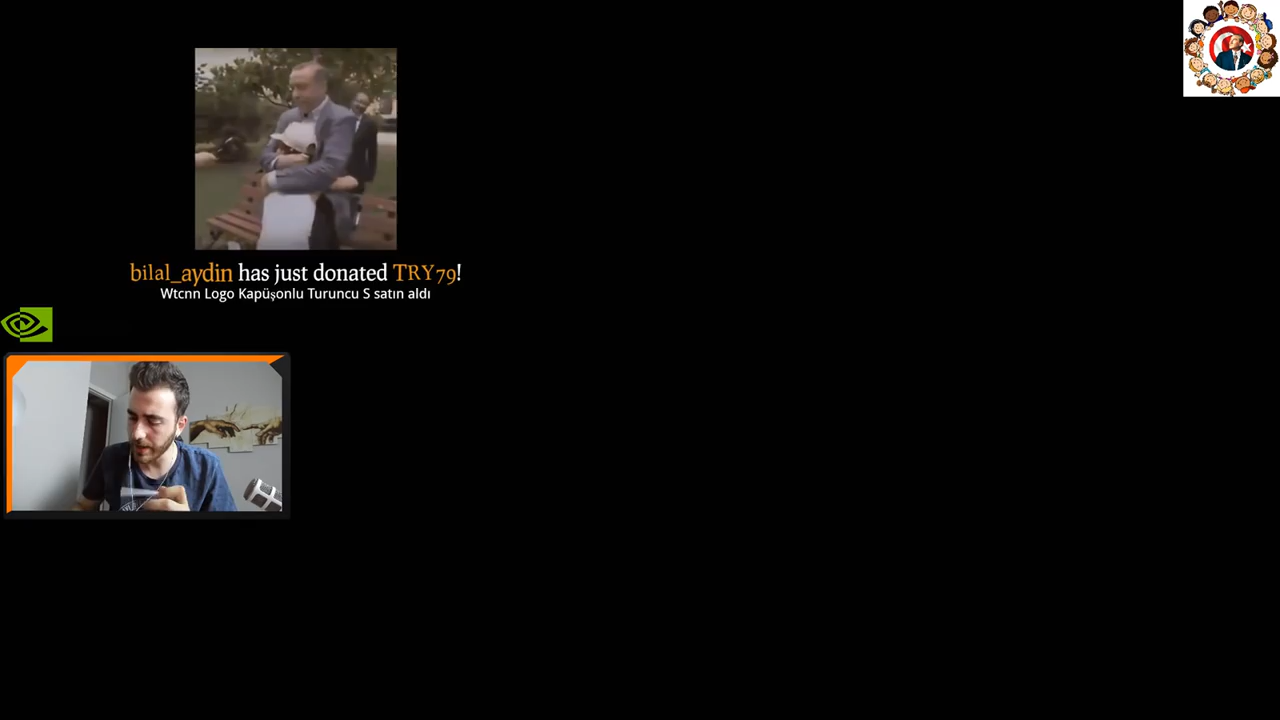 bilal_aydin has just donated TRY79!
Wtcnn Logo Kapüşonlu Turuncu S satın aldı